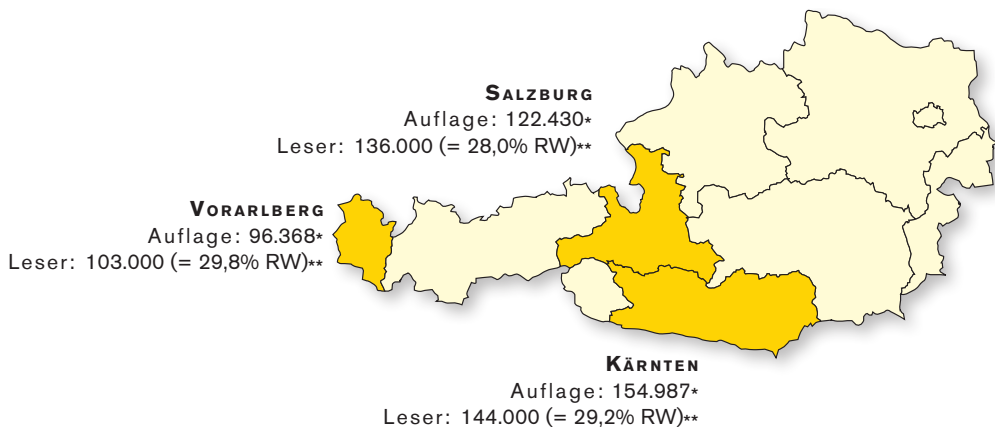 SALZBURG
Auflage: 122.430*
Leser: 136.000 (= 28,0% RW)**
VORARLBERG
Auflage: 96.368*
Leser: 103.000 (= 29,8% RW)**
KÄRNTEN
Auflage: 154.987*
Leser: 144.000 (= 29,2% RW)**